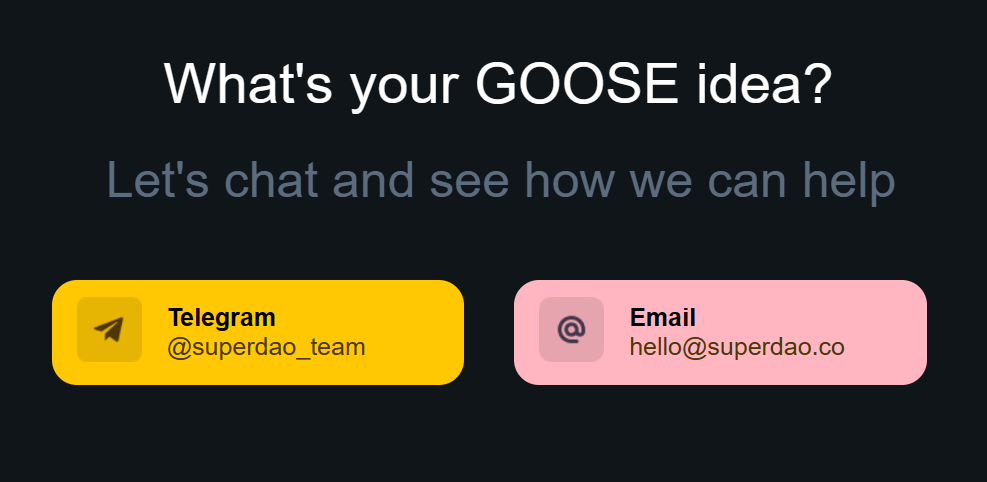 What's your GOOSE idea?
Let's chat and see how we can help
Telegram
@superdao_team
Email
hello@superdao.co